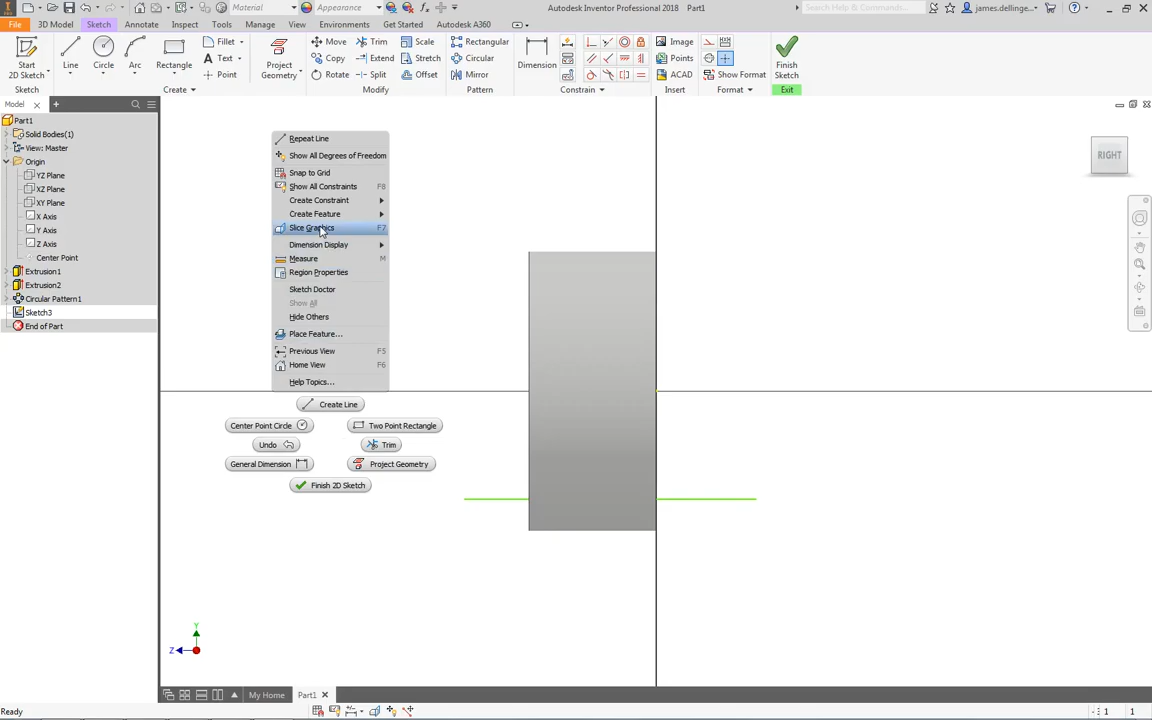 Material
Appearance
Autodesk Inventor Professional 2018
Part1
Search Help & Commands...
james.dellinge...
File
3D Model
Sketch
Annotate
Inspect
Tools
Manage
View
Environments
Get Started
Autodesk A360
Start
2D Sketch
Line
Circle
Arc
Rectangle
Fillet
Text
Point
Project
Geometry
Move
Trim
Scale
Copy
Extend
Stretch
Rotate
Split
Offset
Rectangular
Circular
Mirror
Dimension
Image
Points
ACAD
Show Format
Finish
Sketch
Sketch
Create
Modify
Pattern
Constrain
Insert
Format
Exit
Model
Part1
Solid Bodies(1)
View: Master
Origin
YZ Plane
XZ Plane
XY Plane
X Axis
Y Axis
Z Axis
Center Point
Extrusion1
Extrusion2
Circular Pattern1
Sketch3
End of Part
Repeat Line
Show All Degrees of Freedom
Snap to Grid
Show All Constraints F8
Create Constraint
Create Feature
Slice Graphics F7
Dimension Display
Measure M
Region Properties
Sketch Doctor
Show All
Hide Others
Place Feature...
Previous View F5
Home View F6
Help Topics...
Create Line
Center Point Circle
Two Point Rectangle
Undo
Trim
General Dimension
Project Geometry
Finish 2D Sketch
RIGHT
Y
Z
My Home
Part1
Ready
1
1